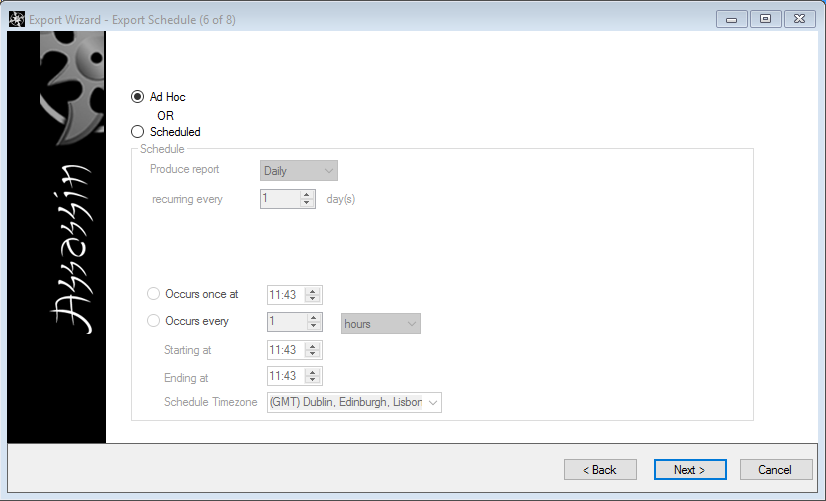 Export Wizard - Export Schedule (6 of 8)
Assassin
Ad Hoc
OR
Scheduled
Schedule
Produce report Daily
recurring every 1 day(s)
Occurs once at 11:43
Occurs every 1 hours
Starting at 11:43
Ending at 11:43
Schedule Timezone (GMT) Dublin, Edinburgh, Lisbon
< Back Next > Cancel